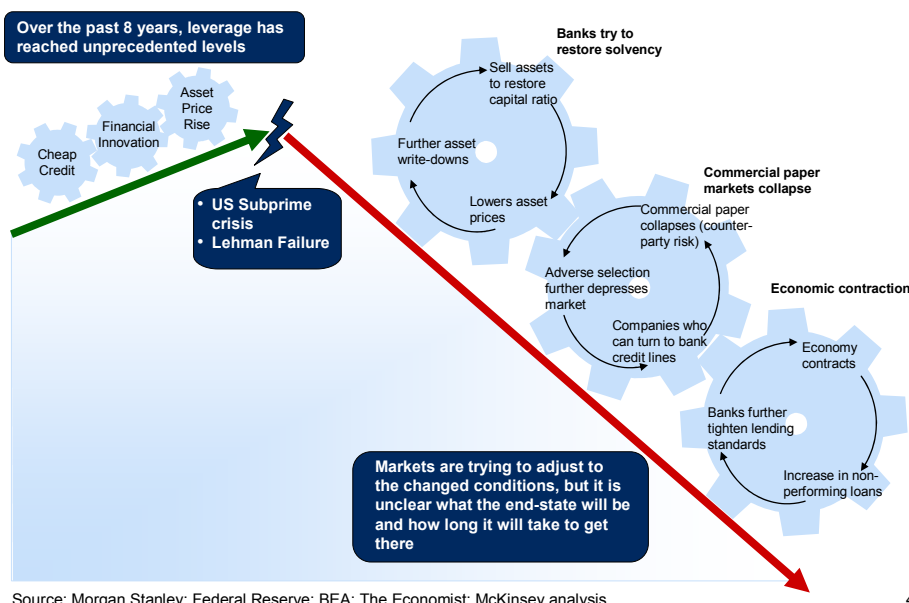 Over the past 8 years, leverage has
reached unprecedented levels
Cheap
Credit
Financial
Innovation
Asset
Price
Rise
• US Subprime
crisis
• Lehman Failure
Banks try to
restore solvency
Sell assets
to restore
capital ratio
Further asset
write-downs
Lowers asset
prices
Commercial paper
markets collapse
Commercial paper
collapses (counter-
party risk)
Adverse selection
further depresses
market
Companies who
can turn to bank
credit lines
Economic contraction
Economy
contracts
Banks further
tighten lending
standards
Increase in non-
performing loans
Markets are trying to adjust to
the changed conditions, but it is
unclear what the end-state will be
and how long it will take to get
there
Source: Morgan Stanley; Federal Reserve; BEA; The Economist; McKinsey analysis